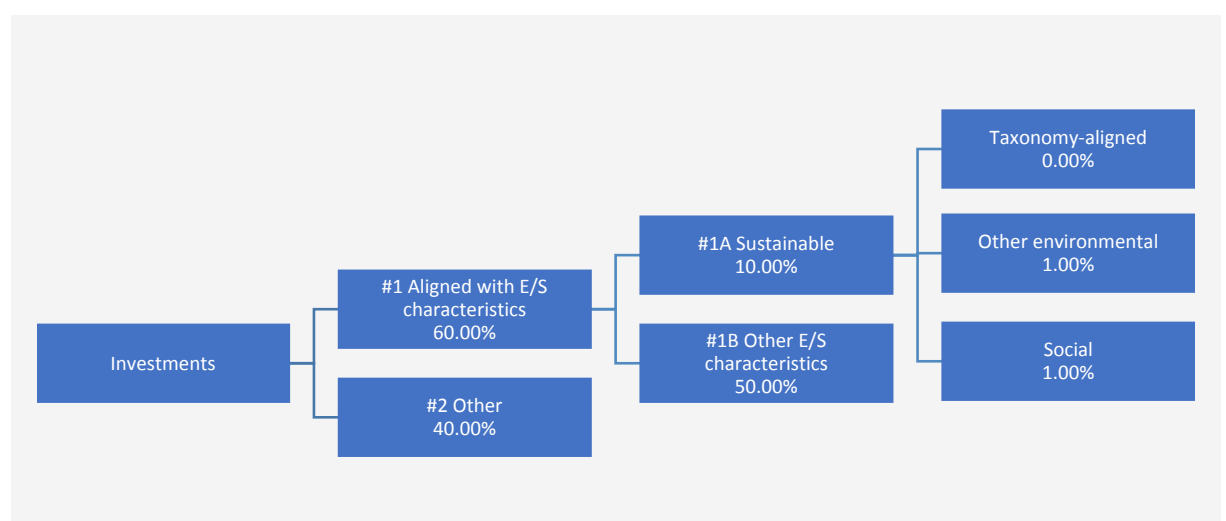 Investments
#1 Aligned with E/S
characteristics
60.00%
#2 Other
40.00%
#1A Sustainable
10.00%
#1B Other E/S
characteristics
50.00%
Taxonomy-aligned
0.00%
Other environmental
1.00%
Social
1.00%